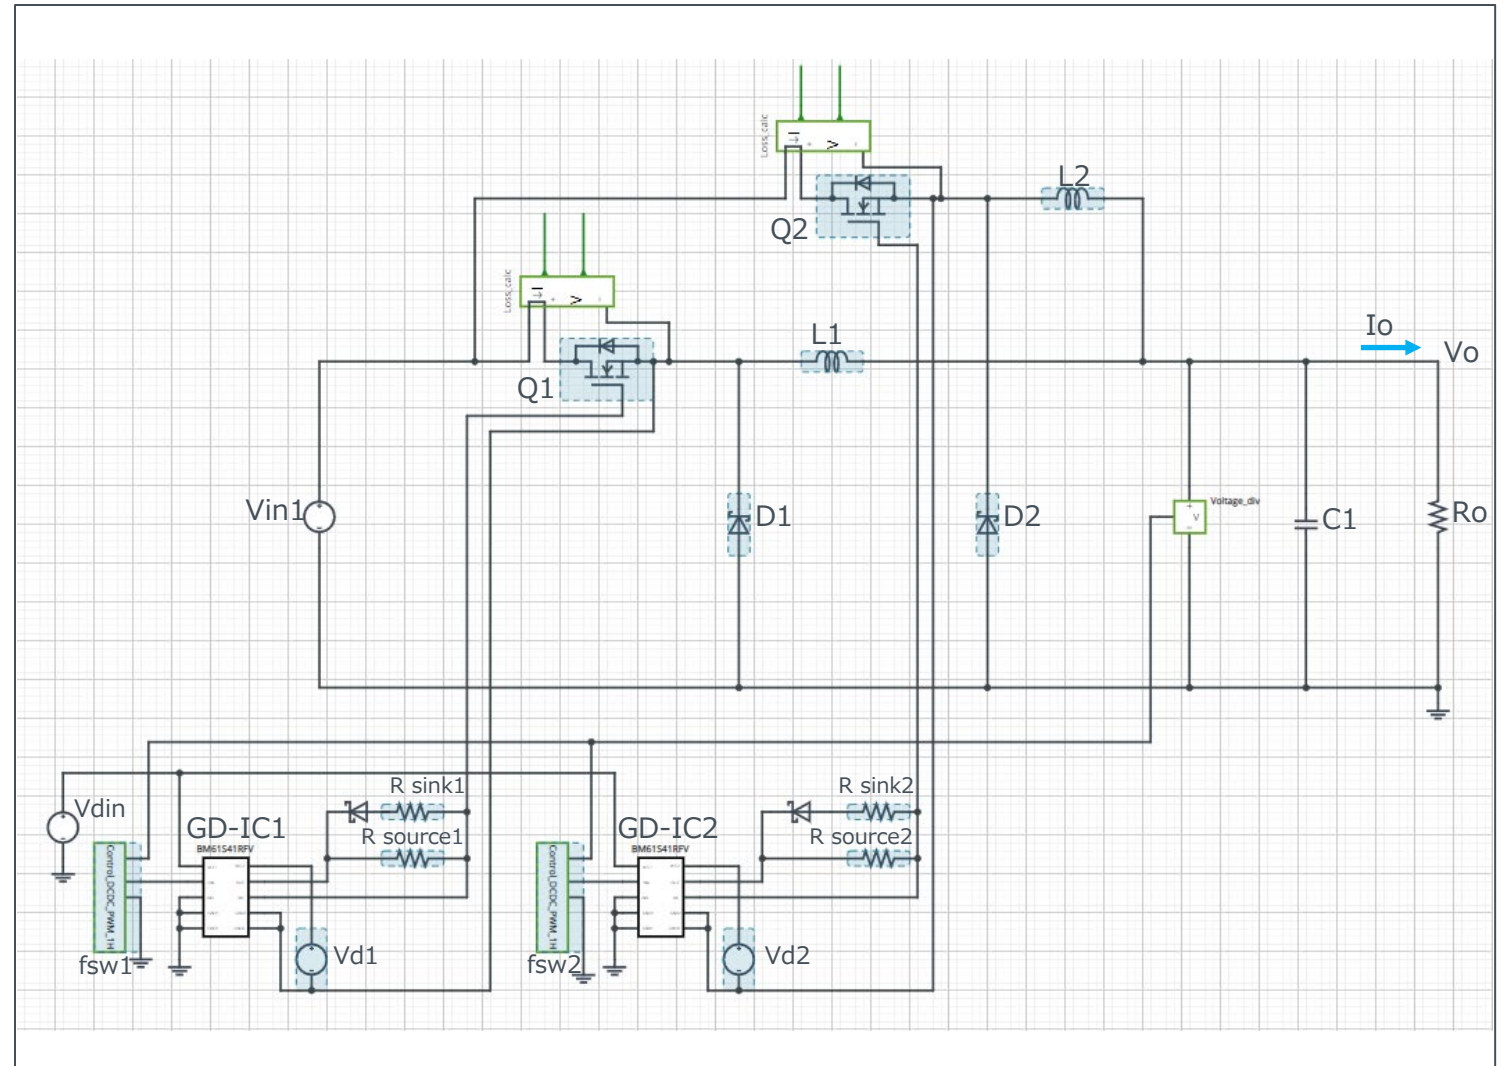 Loss_calc
L2
Q2
Loss_calc
I
+
V
-
Io
L1
Vo
Q1
Vin1
D1
D2
Voltage_div
V
C1
Ro
Vdin
R sink1
R sink2
GD-IC1
R source1
GD-IC2
R source2
BM61S41RFV
BM61S41RFV
Control_DCDC_PWM_1H
Control_DCDC_PWM_1H
fsw1
Vd1
fsw2
Vd2